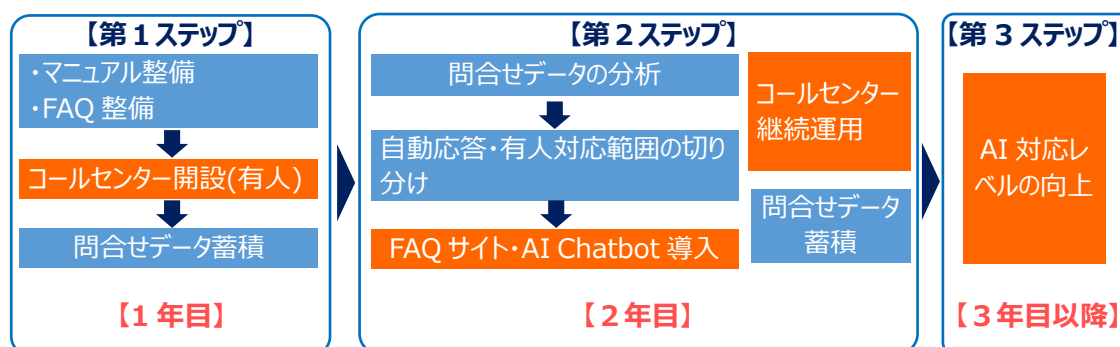 【第１ステップ】
・マニュアル整備
・FAQ 整備
コールセンター開設(有人)
問合せデータ蓄積
【1 年目】
【第２ステップ】
問合せデータの分析
自動応答・有人対応範囲の切り
分け
FAQ サイト・AI Chatbot 導入
コールセンター
継続運用
問合せデータ
蓄積
【２年目】
【第３ステップ】
AI 対応レ
ベルの向上
【３年目以降】